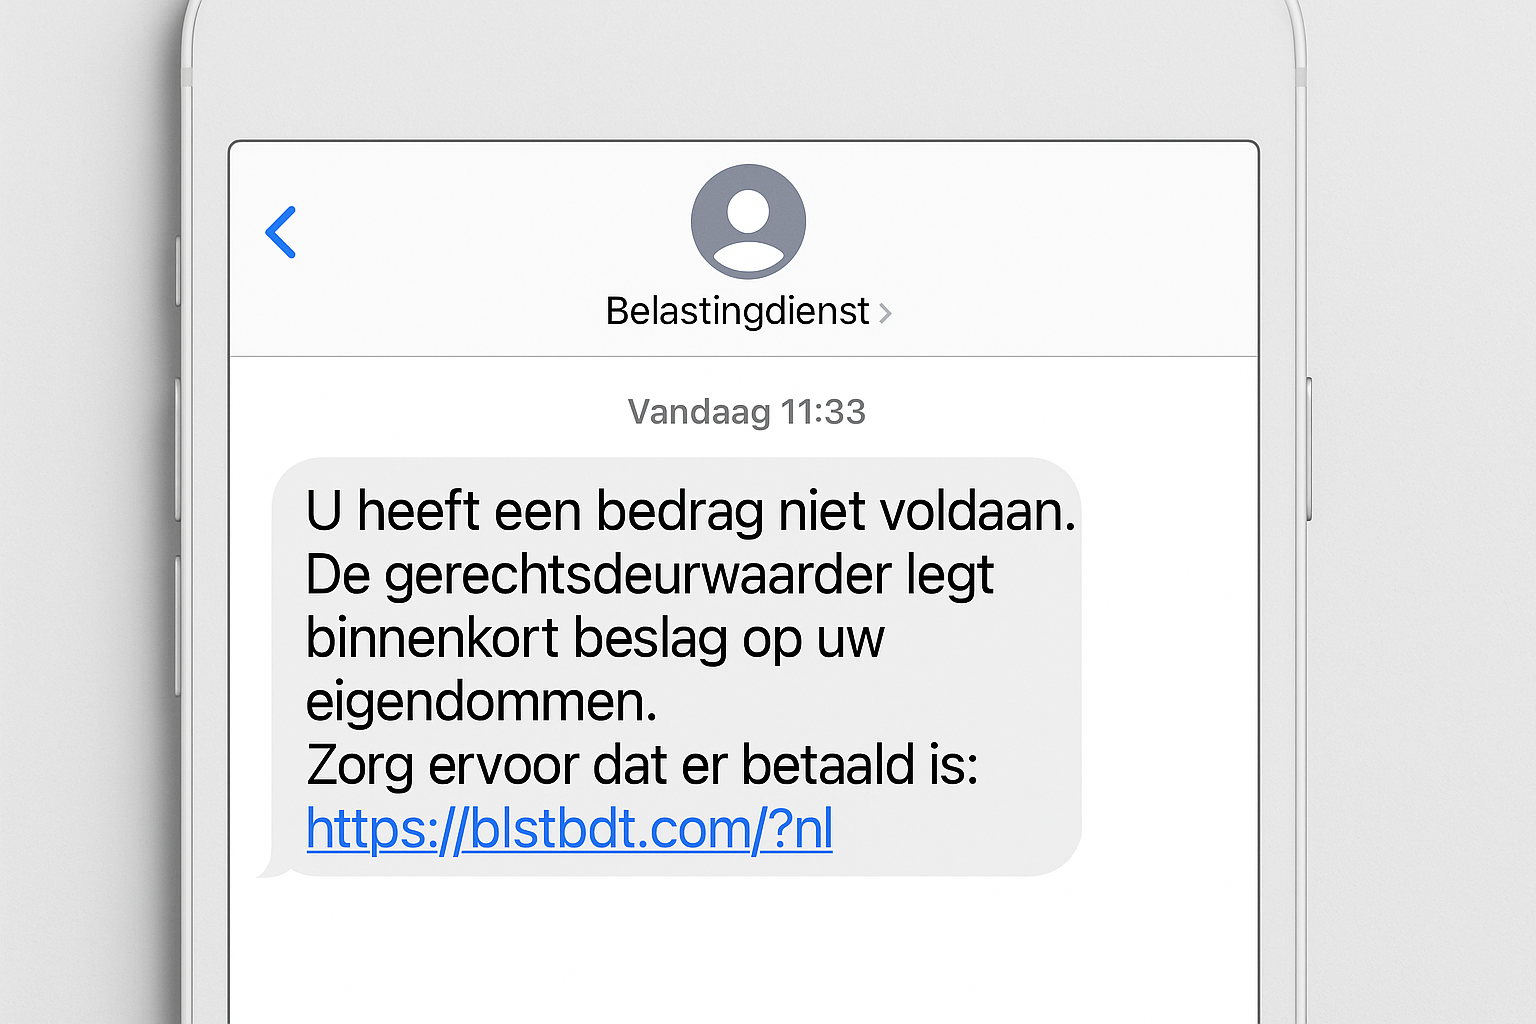 Belastingdienst
Vandaag 11:33
U heeft een bedrag niet voldaan.
De gerechtsdeurwaarder legt
binnenkort beslag op uw
eigendommen.
Zorg ervoor dat er betaald is:
https://blstbdt.com/?nl